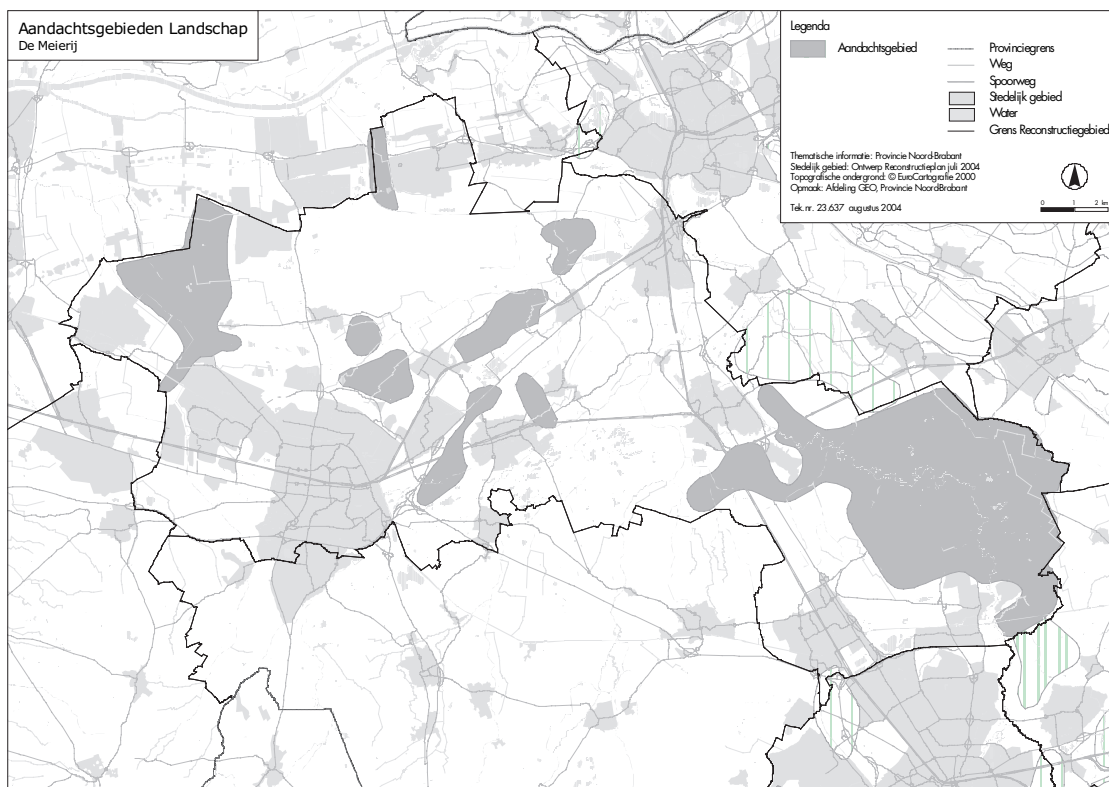 Aandachtsgebieden Landschap
De Meierij
Legenda
Aandachtsgebied
Provinciegrens
Weg
Spoorweg
Stedelijk gebied
Water
Grens Reconstructiegebied
Thematische informatie: Provincie Noord-Brabant
Stedelijk gebied: Ontwerp Reconstructieplan juli 2004
Topografische ondergrond: © EuroCartografie 2000
Opmaak: Afdeling GEO, Provincie NoordBrabant
Tek. nr. 23.637 augustus 2004
0 1 2 km